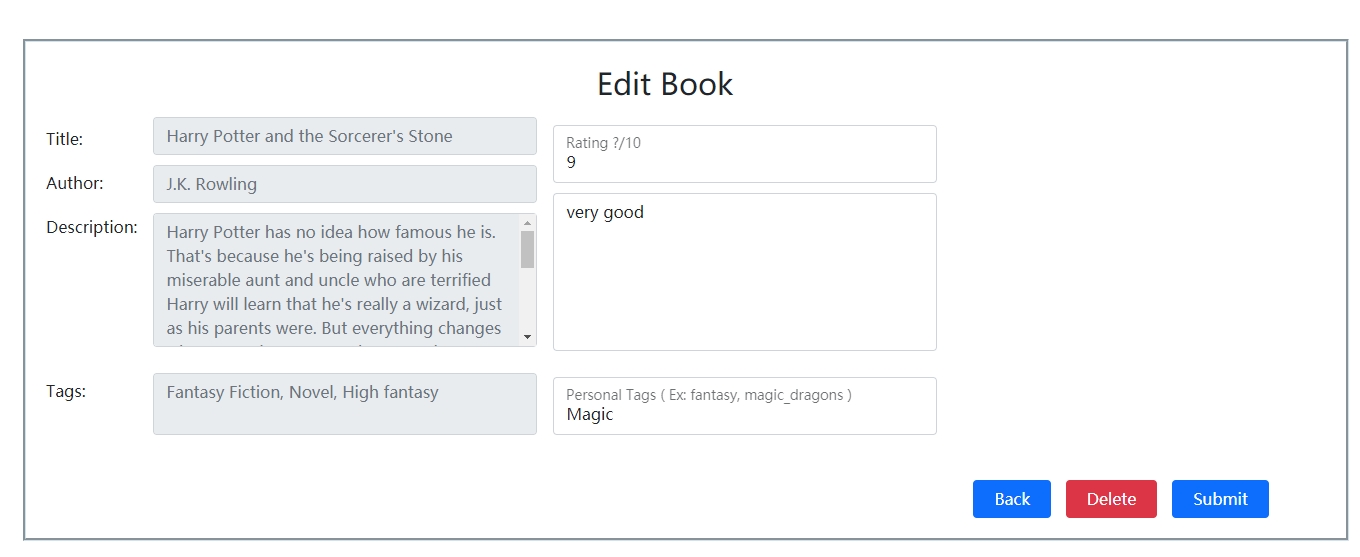 Edit Book
Title:
Harry Potter and the Sorcerer's Stone
Rating ?/10
9
Author:
J.K. Rowling
very good
Description:
Harry Potter has no idea how famous he is.
That's because he's being raised by his
miserable aunt and uncle who are terrified
Harry will learn that he's really a wizard, just
as his parents were. But everything changes
Tags:
Fantasy Fiction, Novel, High fantasy
Personal Tags ( Ex: fantasy, magic_dragons )
Magic
Back
Delete
Submit